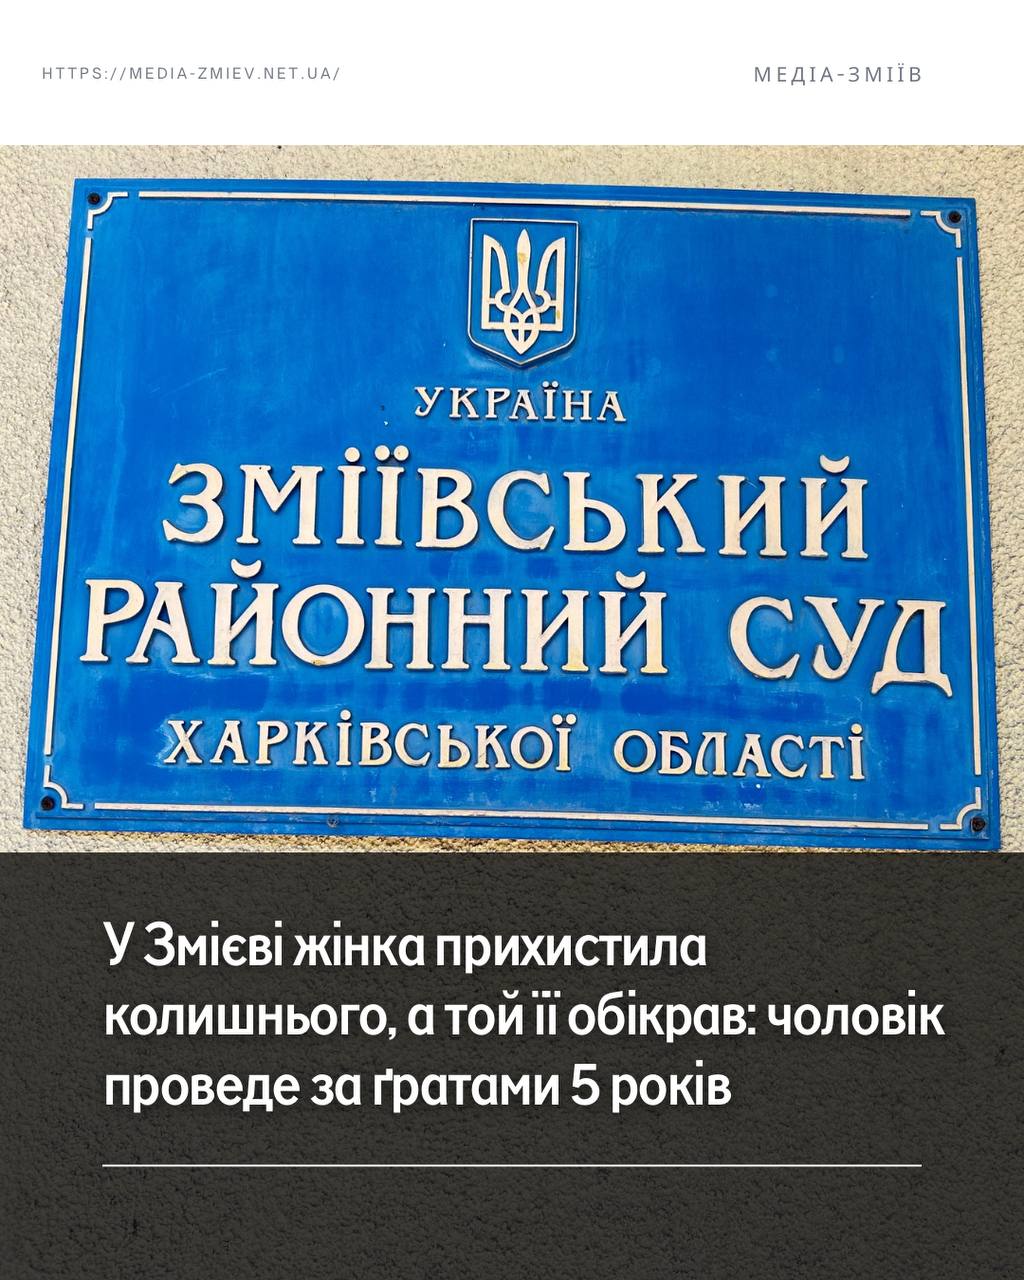 HTTPS://MEDIA-ZMIEV.NET.UA/
МЕДІА-ЗМІЇВ
УКРАЇНА
ЗМІЇВСЬКИЙ
РАЙОННИЙ СУД
ХАРКІВСЬКОЇ ОБЛАСТІ
У Змієві жінка прихистила
колишнього, а той її обікрав: чоловік
проведе за ґратами 5 років